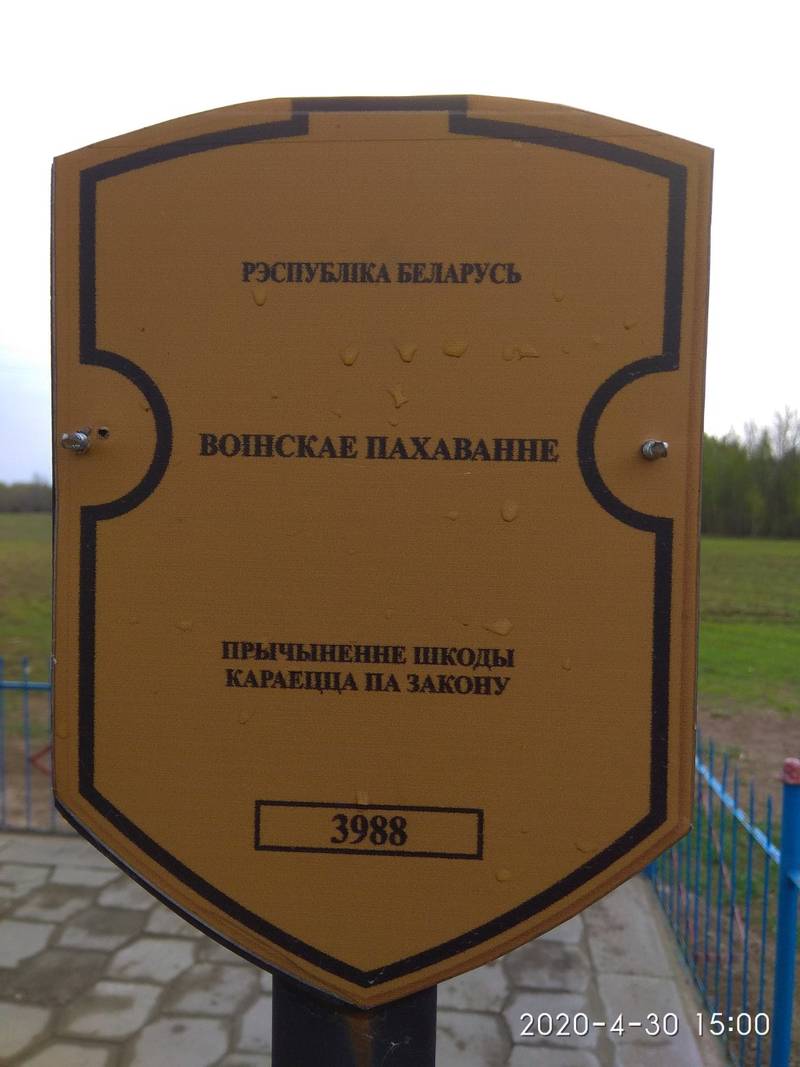 РЭСПУБЛІКА БЕЛАРУСЬ
ВОІНСКАЕ ПАХАВАННЕ
ПРЫЧЫНЕННЕ ШКОДЫ
КАРАЕЦЦА ПА ЗАКОНУ
3988
2020-4-30 15:00